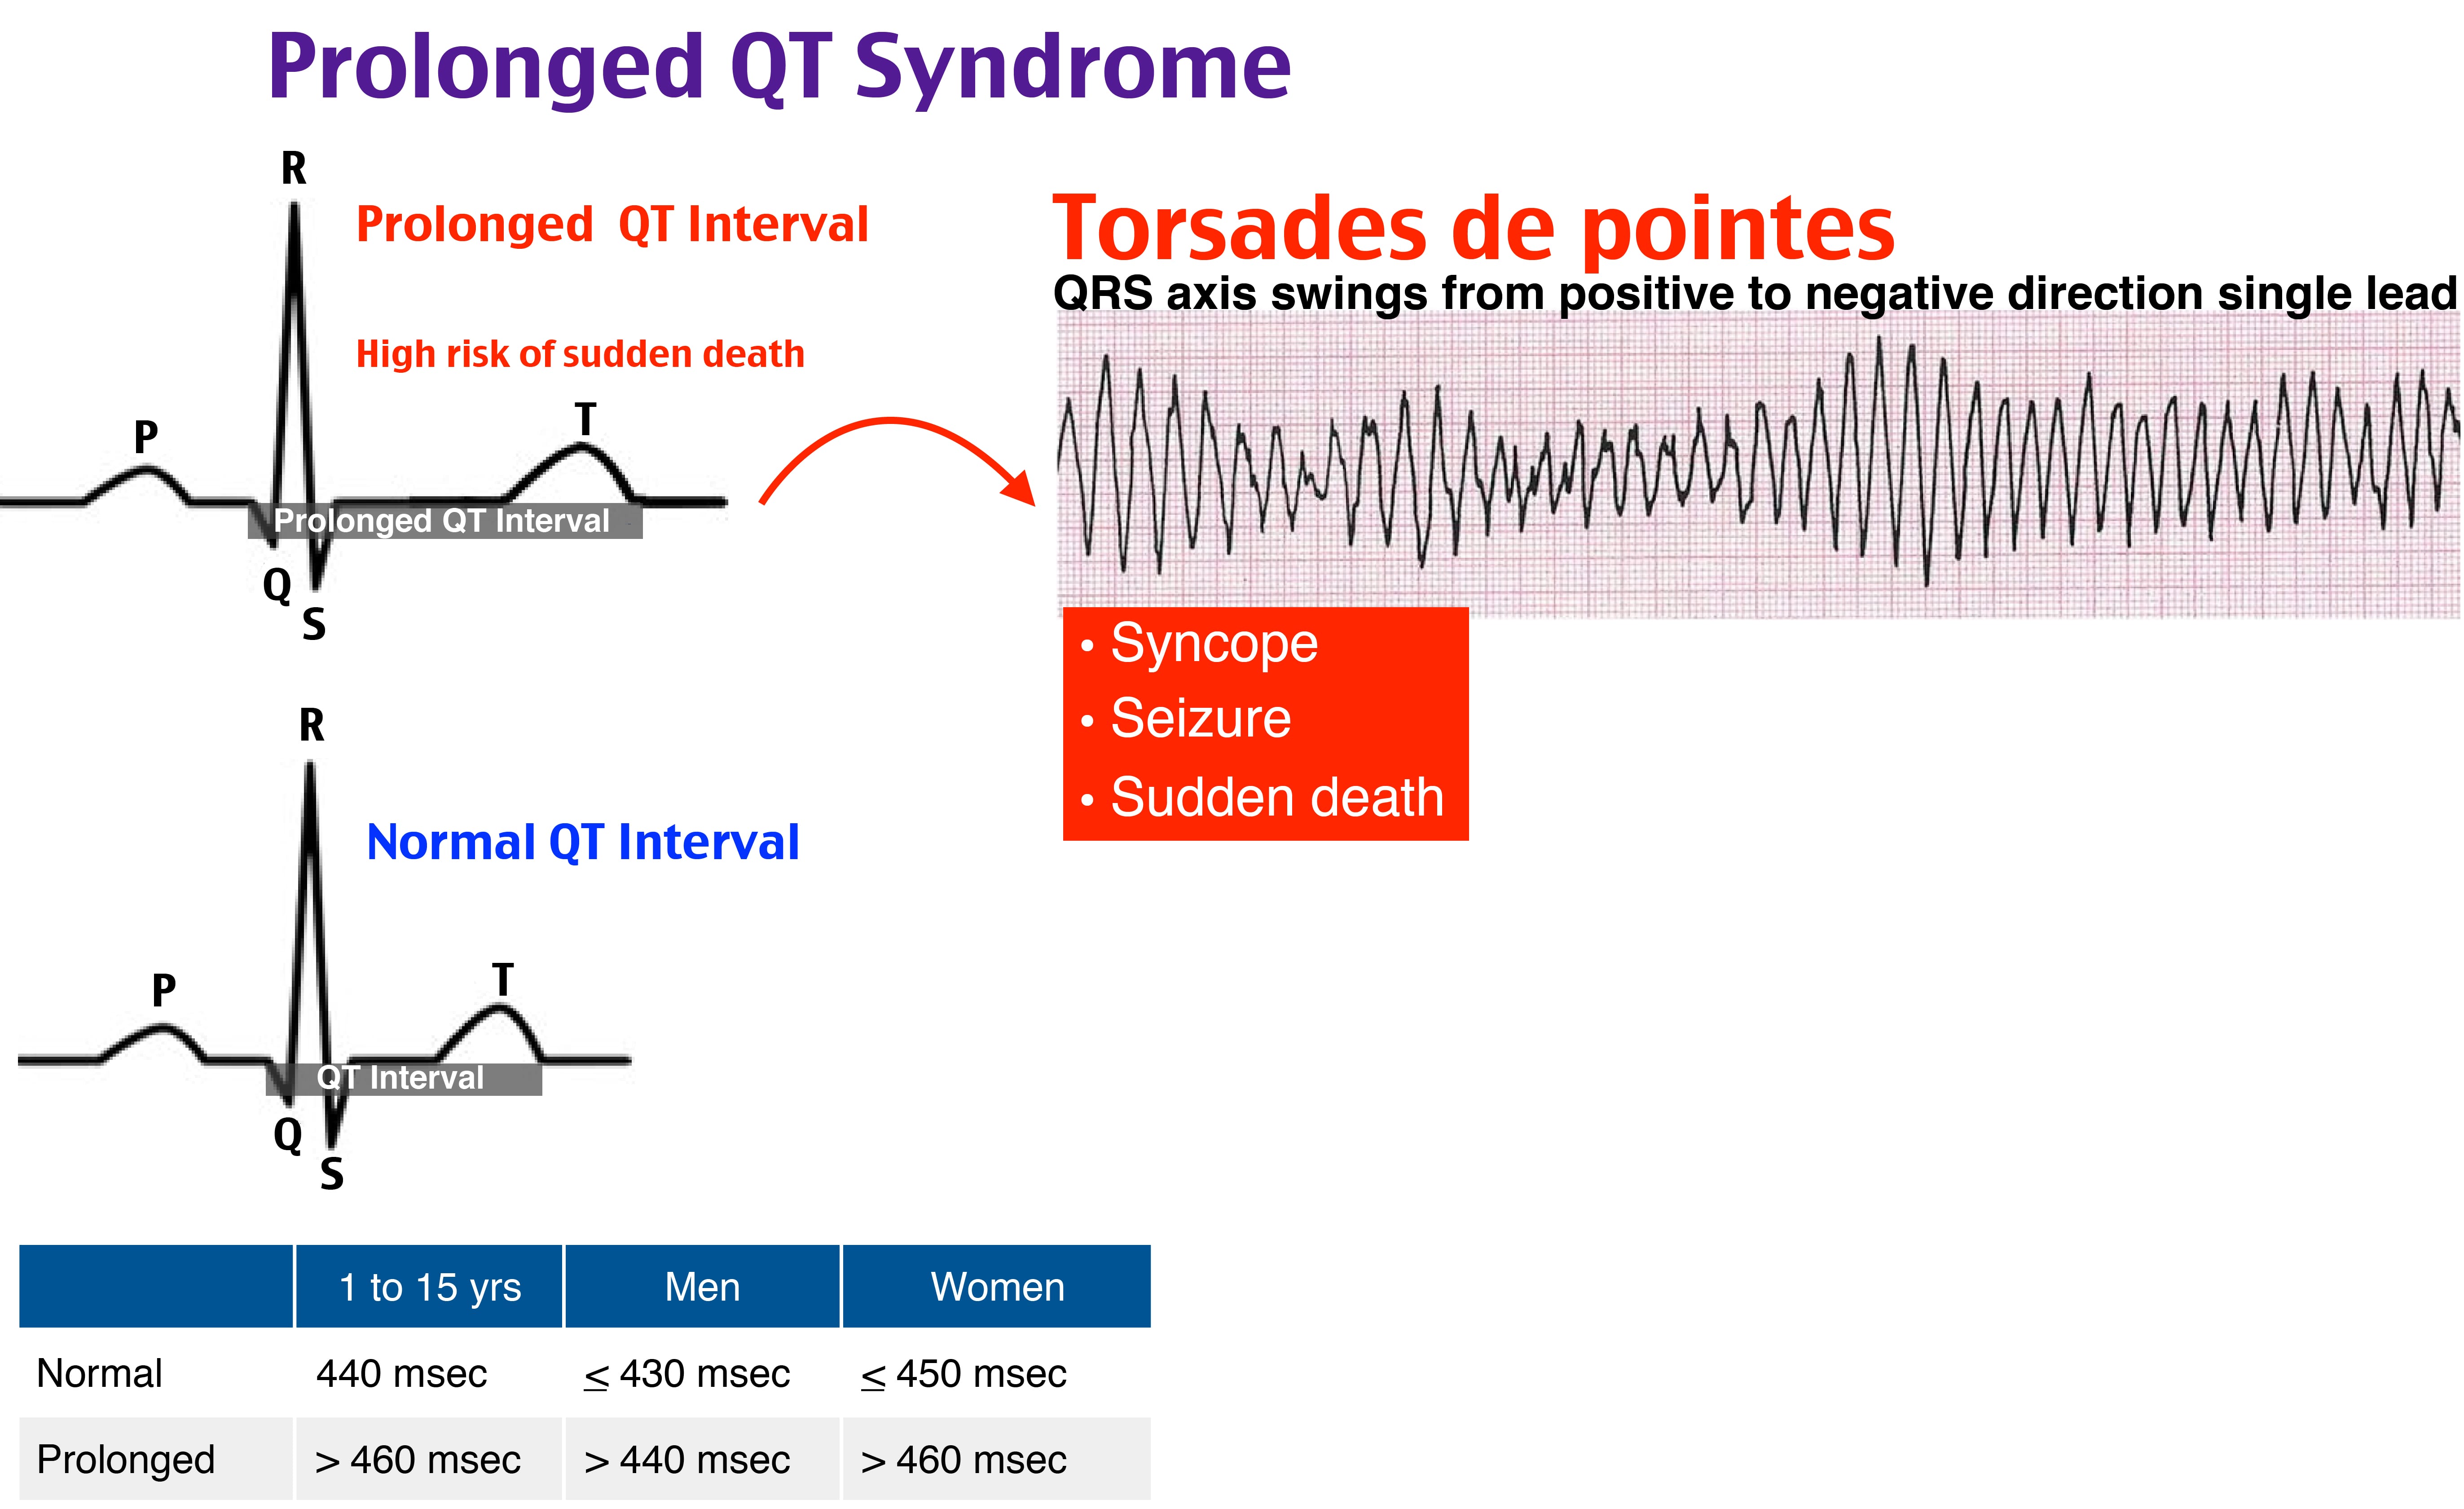 Prolonged QT Syndrome
R
Prolonged QT Interval
High risk of sudden death
P
T
Prolonged QT Interval
Q
S
Torsades de pointes
QRS axis swings from positive to negative direction single lead
• Syncope
• Seizure
• Sudden death
R
Normal QT Interval
P
T
QT Interval
Q
S
1 to 15 yrs Men Women
Normal 440 msec ≤ 430 msec ≤ 450 msec
Prolonged > 460 msec > 440 msec > 460 msec